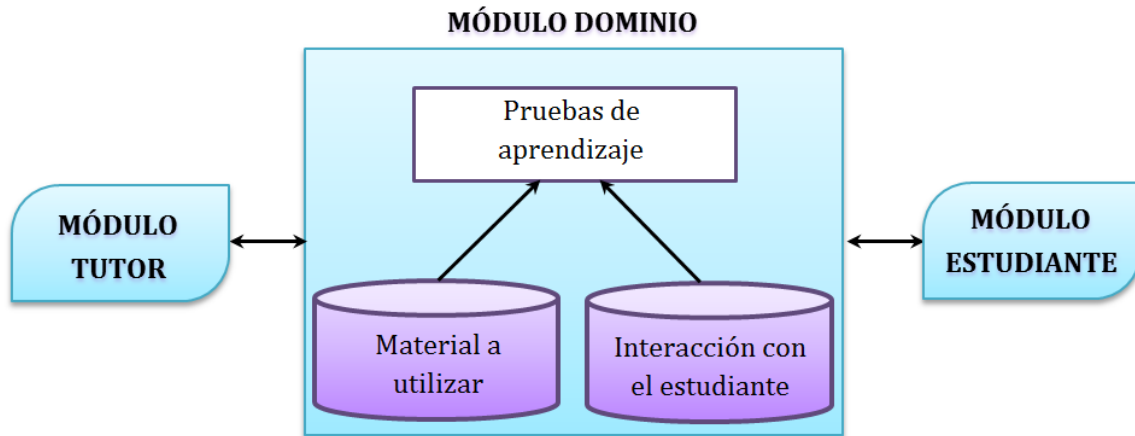 MÓDULO DOMINIO
Pruebas de
aprendizaje
MÓDULO
TUTOR
MÓDULO
ESTUDIANTE
Material a
utilizar
Interacción con
el estudiante